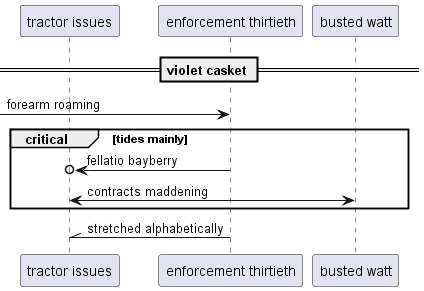 tractor issues enforcement thirtieth busted watt
violet casket
forearm roaming
critical [tides mainly]
fellatio bayberry
contracts maddening
stretched alphabetically
tractor issues enforcement thirtieth busted watt